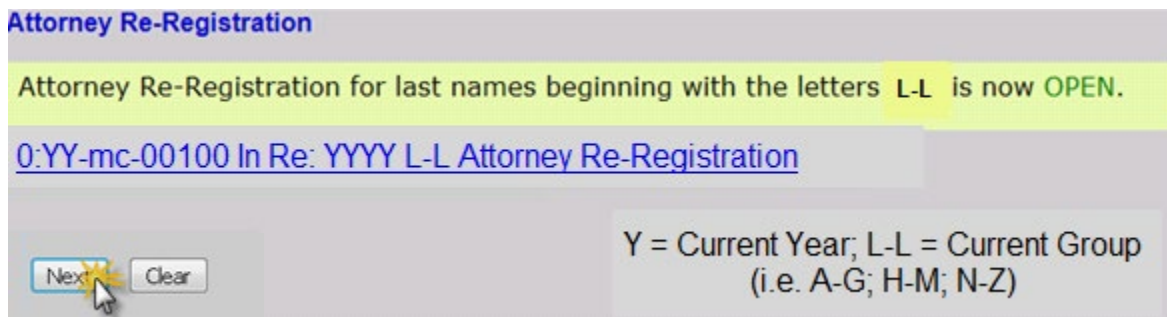 Attorney Re-Registration
Attorney Re-Registration for last names beginning with the letters L-L is now OPEN.
0:YY-mc-00100 In Re: YYYY L-L Attorney Re-Registration
Y = Current Year; L-L = Current Group
(i.e. A-G; H-M; N-Z)
Next Clear